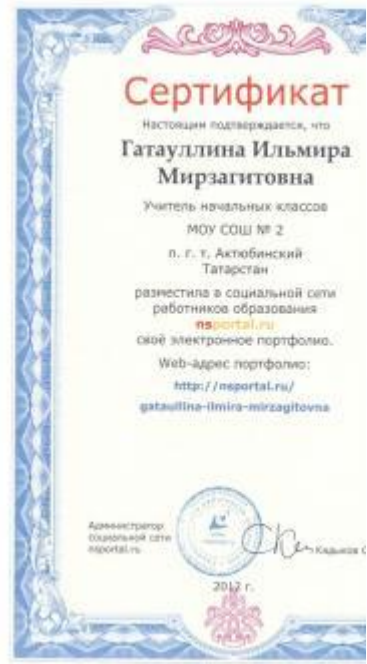 Сертификат
Настоящим подтверждается, что
Гатауллина Ильмира
Мирзагитовна
Учитель начальных классов
МОУ СОШ № 2
п. г. т. Актюбинский
Татарстан
разместила в социальной сети
работников образования
nsportal.ru
своё электронное портфолио.
Web-адрес портфолио:
http://nsportal.ru/
gataullina-ilmira-mirzagitovna
Администратор
социальной сети
nsportal.ru
2012 г.